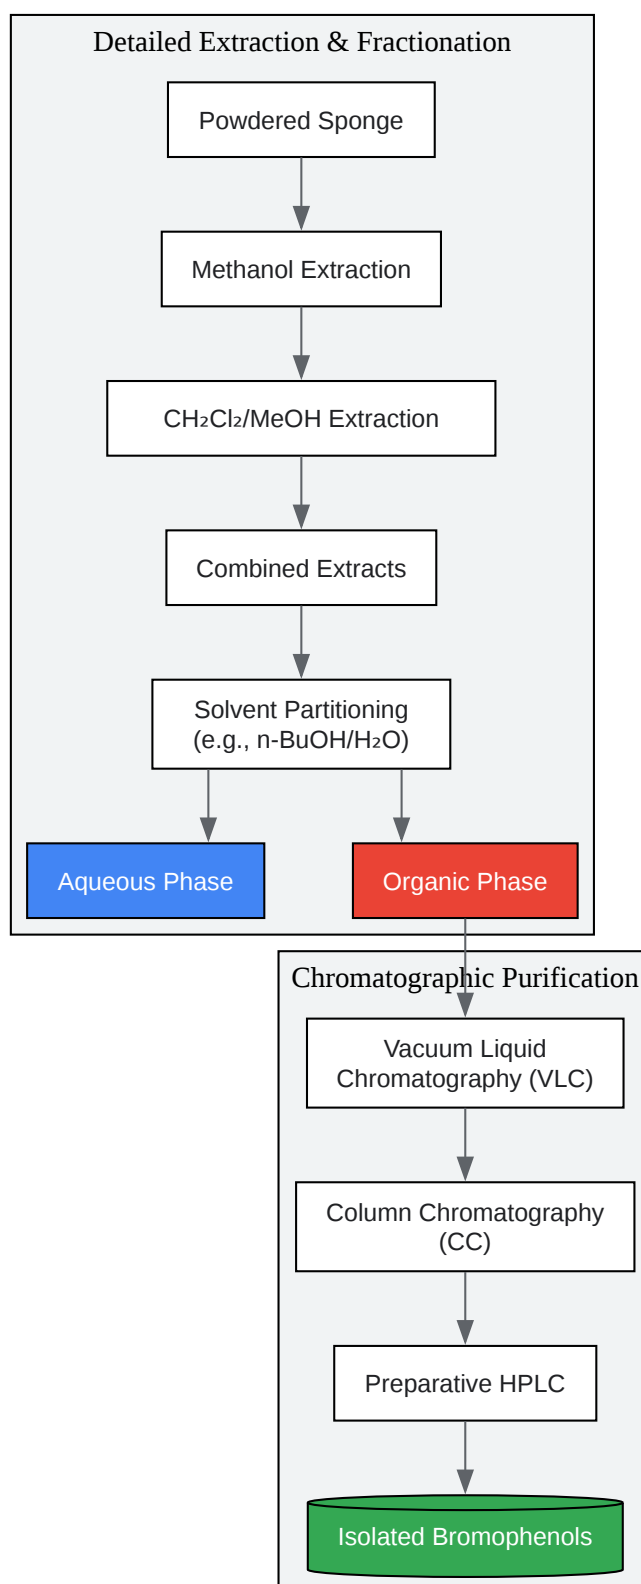 Detailed Extraction & Fractionation
Powdered Sponge
Methanol Extraction
CH₂Cl₂/MeOH Extraction
Combined Extracts
Solvent Partitioning
(e.g., n-BuOH/H₂O)
Aqueous Phase
Organic Phase
Chromatographic Purification
Vacuum Liquid
Chromatography (VLC)
Column Chromatography
(CC)
Preparative HPLC
Isolated Bromophenols